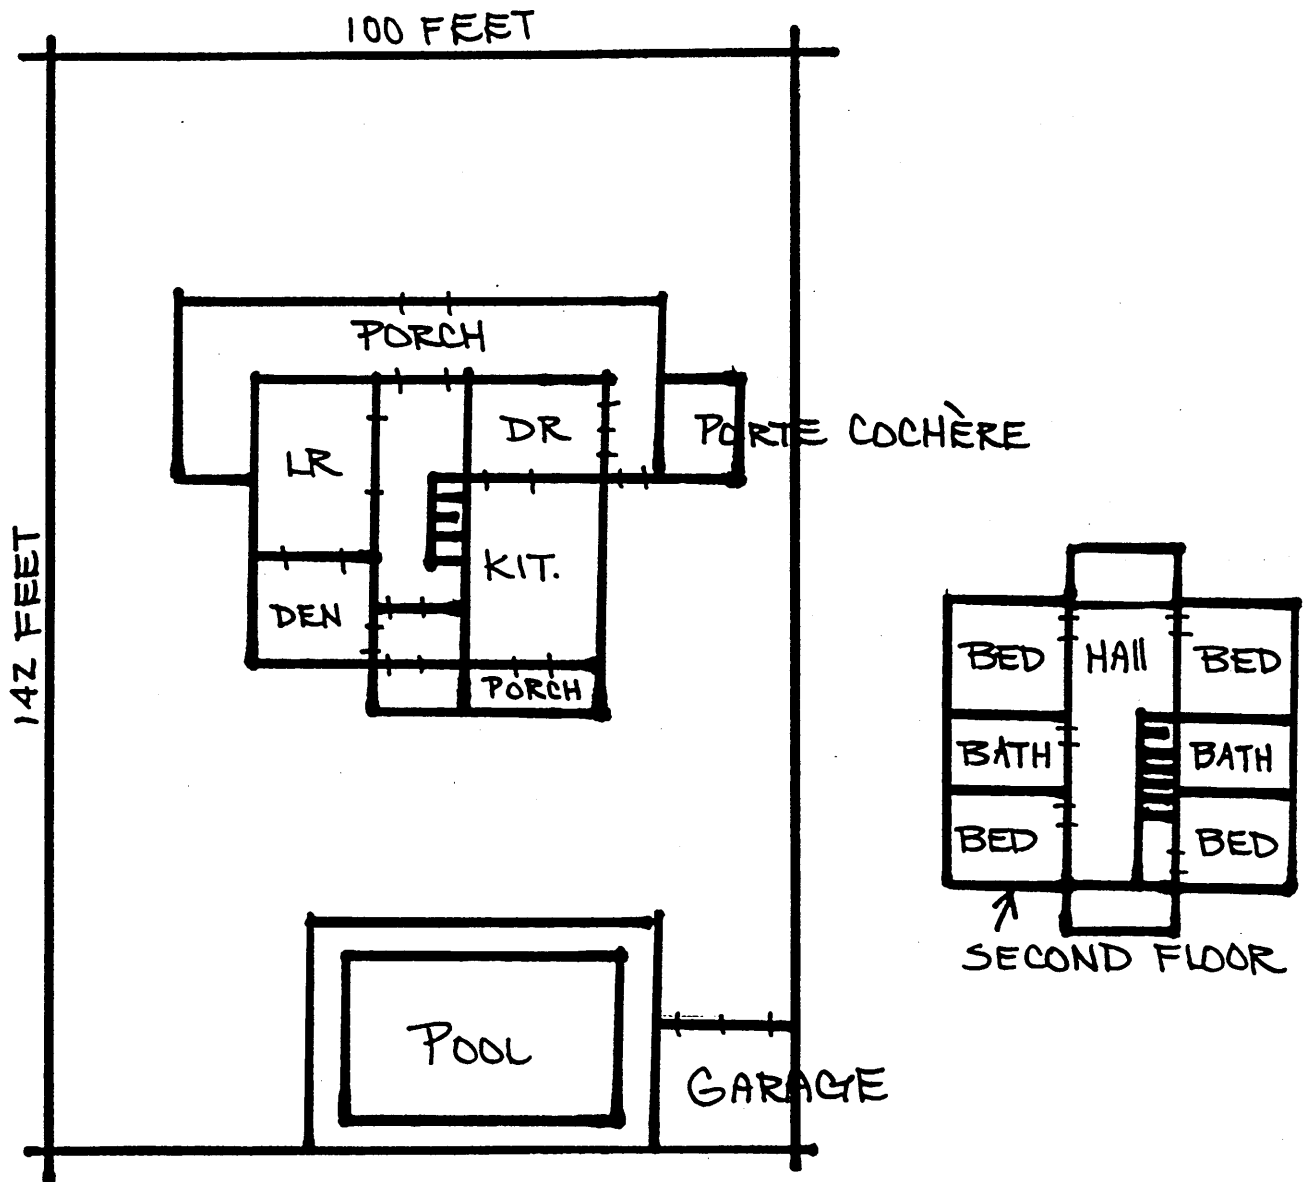 100 FEET
PORCH
DR
PORTE COCHÈRE
LR
KIT.
DEN
PORCH
142 FEET
BED
HAll
BED
BATH
BATH
BED
BED
SECOND FLOOR
POOL
GARAGE